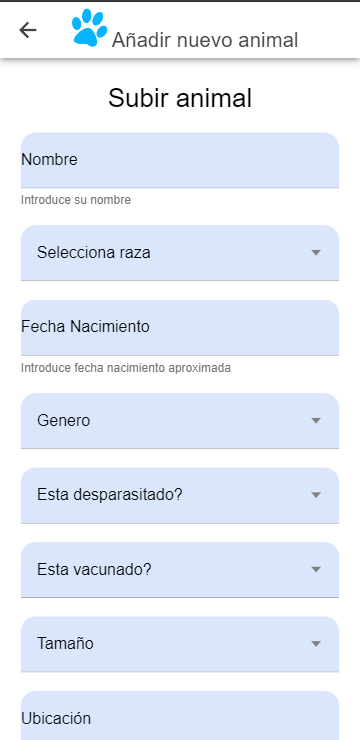 Añadir nuevo animal
Subir animal
Nombre
Introduce su nombre
Selecciona raza
Fecha Nacimiento
Introduce fecha nacimiento aproximada
Genero
Esta desparasitado?
Esta vacunado?
Tamaño
Ubicación